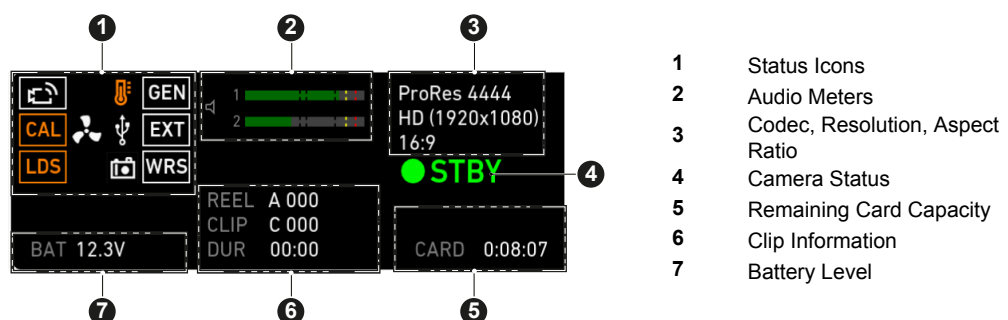 1 2 3
GEN
CAL EXT
LDS WRS
1
2
ProRes 4444
HD (1920x1080)
16:9
STBY 4
REEL A 000
CLIP C 000
DUR 00:00
BAT 12.3V
CARD 0:08:07
7 6 5
1 Status Icons
2 Audio Meters
3 Codec, Resolution, Aspect
Ratio
4 Camera Status
5 Remaining Card Capacity
6 Clip Information
7 Battery Level